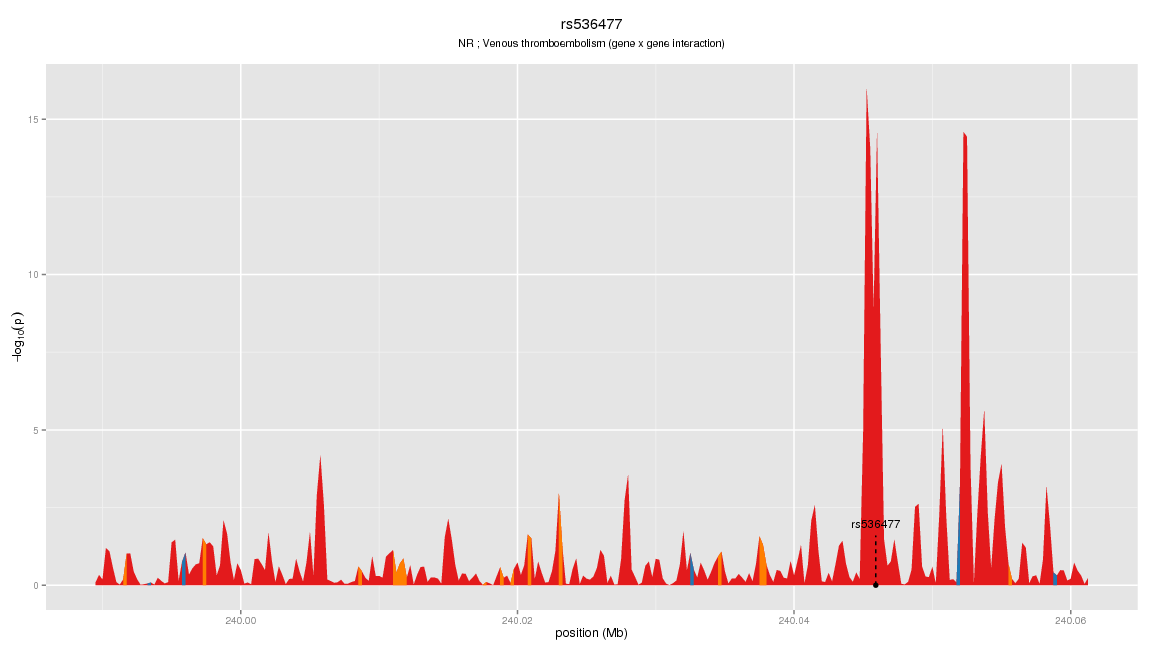 rs536477
NR ; Venous thromboembolism (gene x gene interaction)
15
10
5
0
−log10(p)
rs536477
240.00 240.02 240.04 240.06
position (Mb)